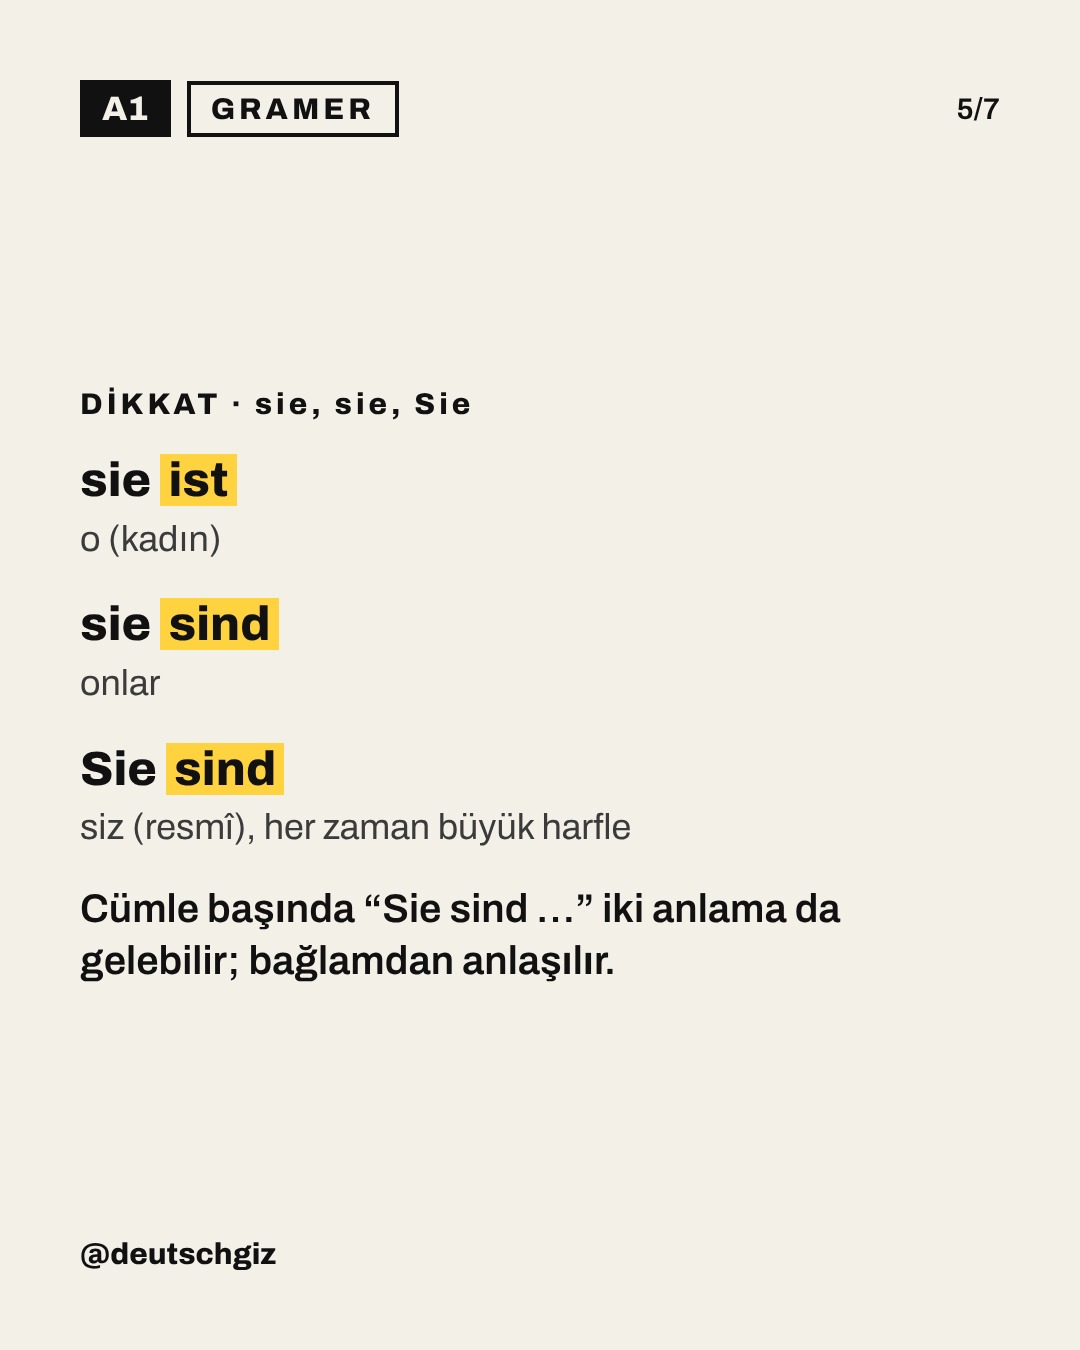 A1 GRAMER 5/7
DİKKAT · sie, sie, Sie
sie ist
o (kadın)
sie sind
onlar
Sie sind
siz (resmî), her zaman büyük harfle
Cümle başında “Sie sind …” iki anlama da
gelebilir; bağlamdan anlaşılır.
@deutschgiz